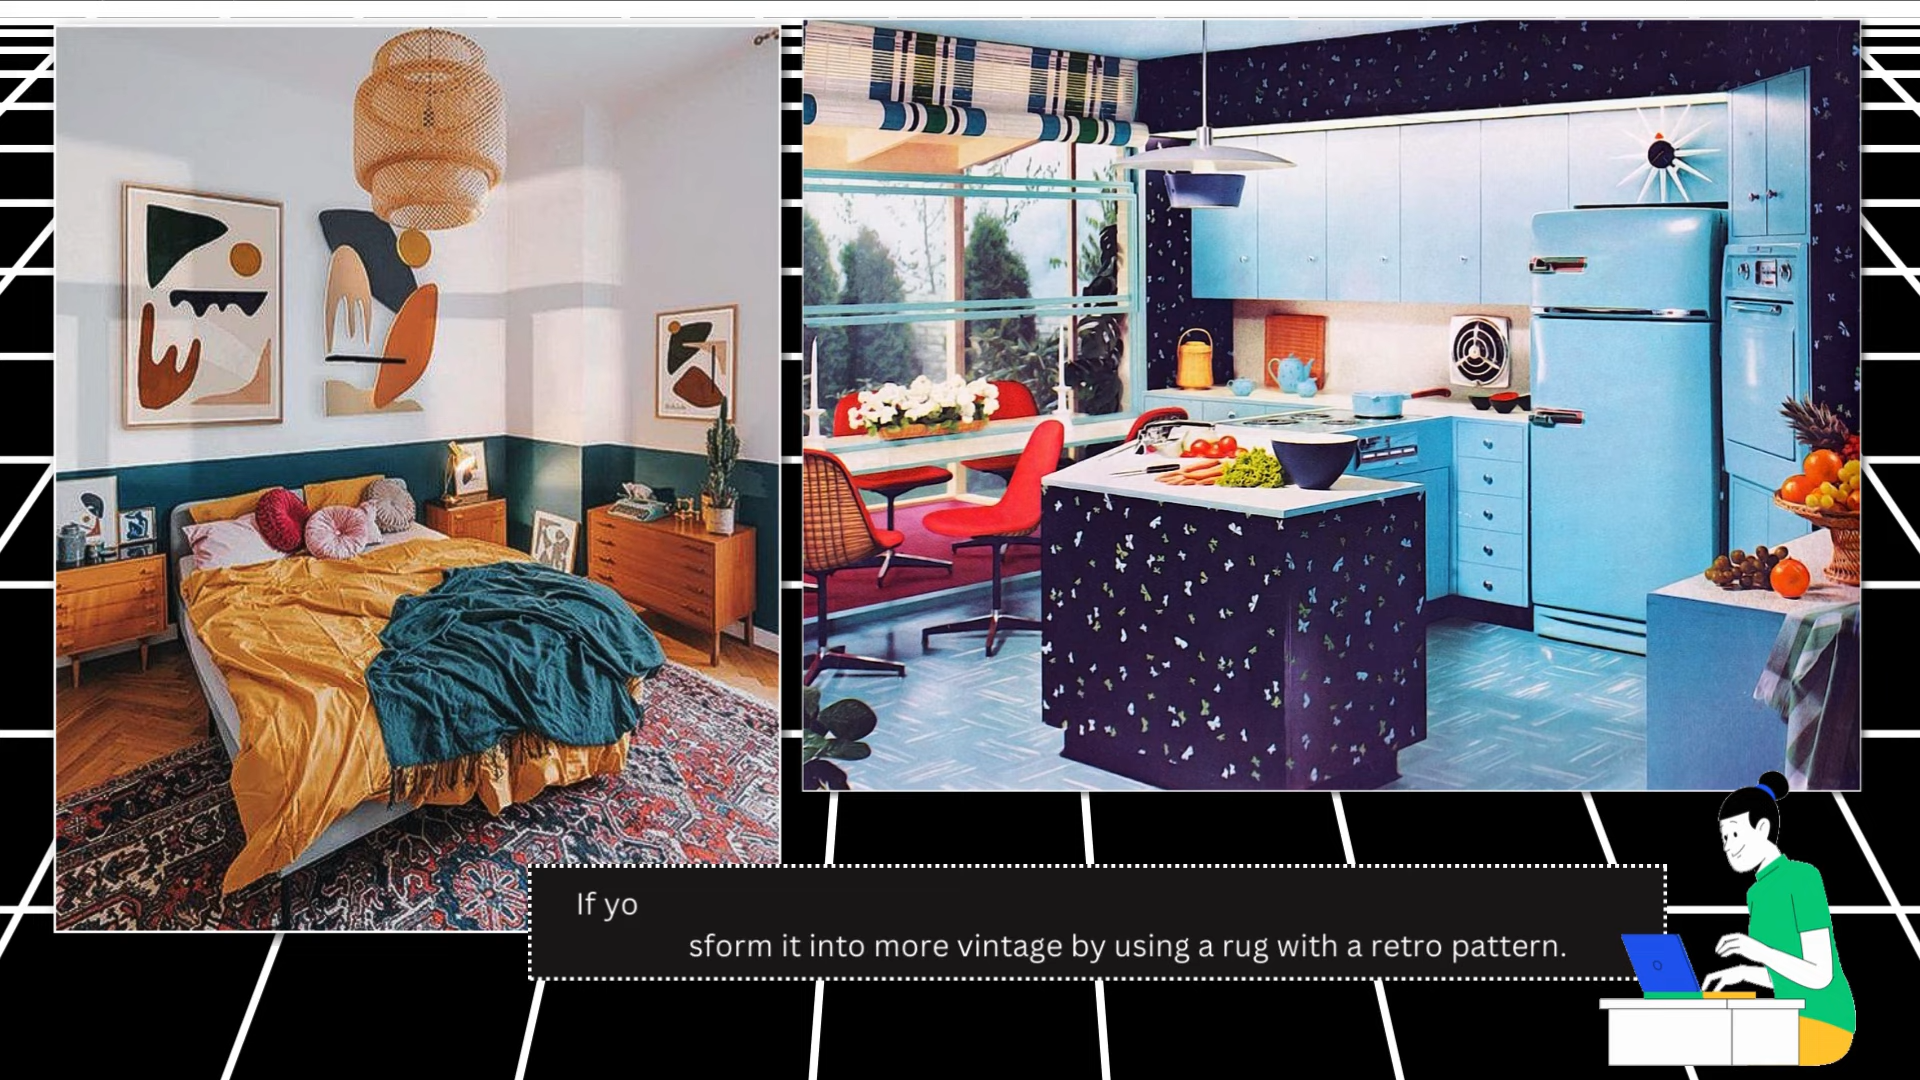 If yo
sform it into more vintage by using a rug with a retro pattern.